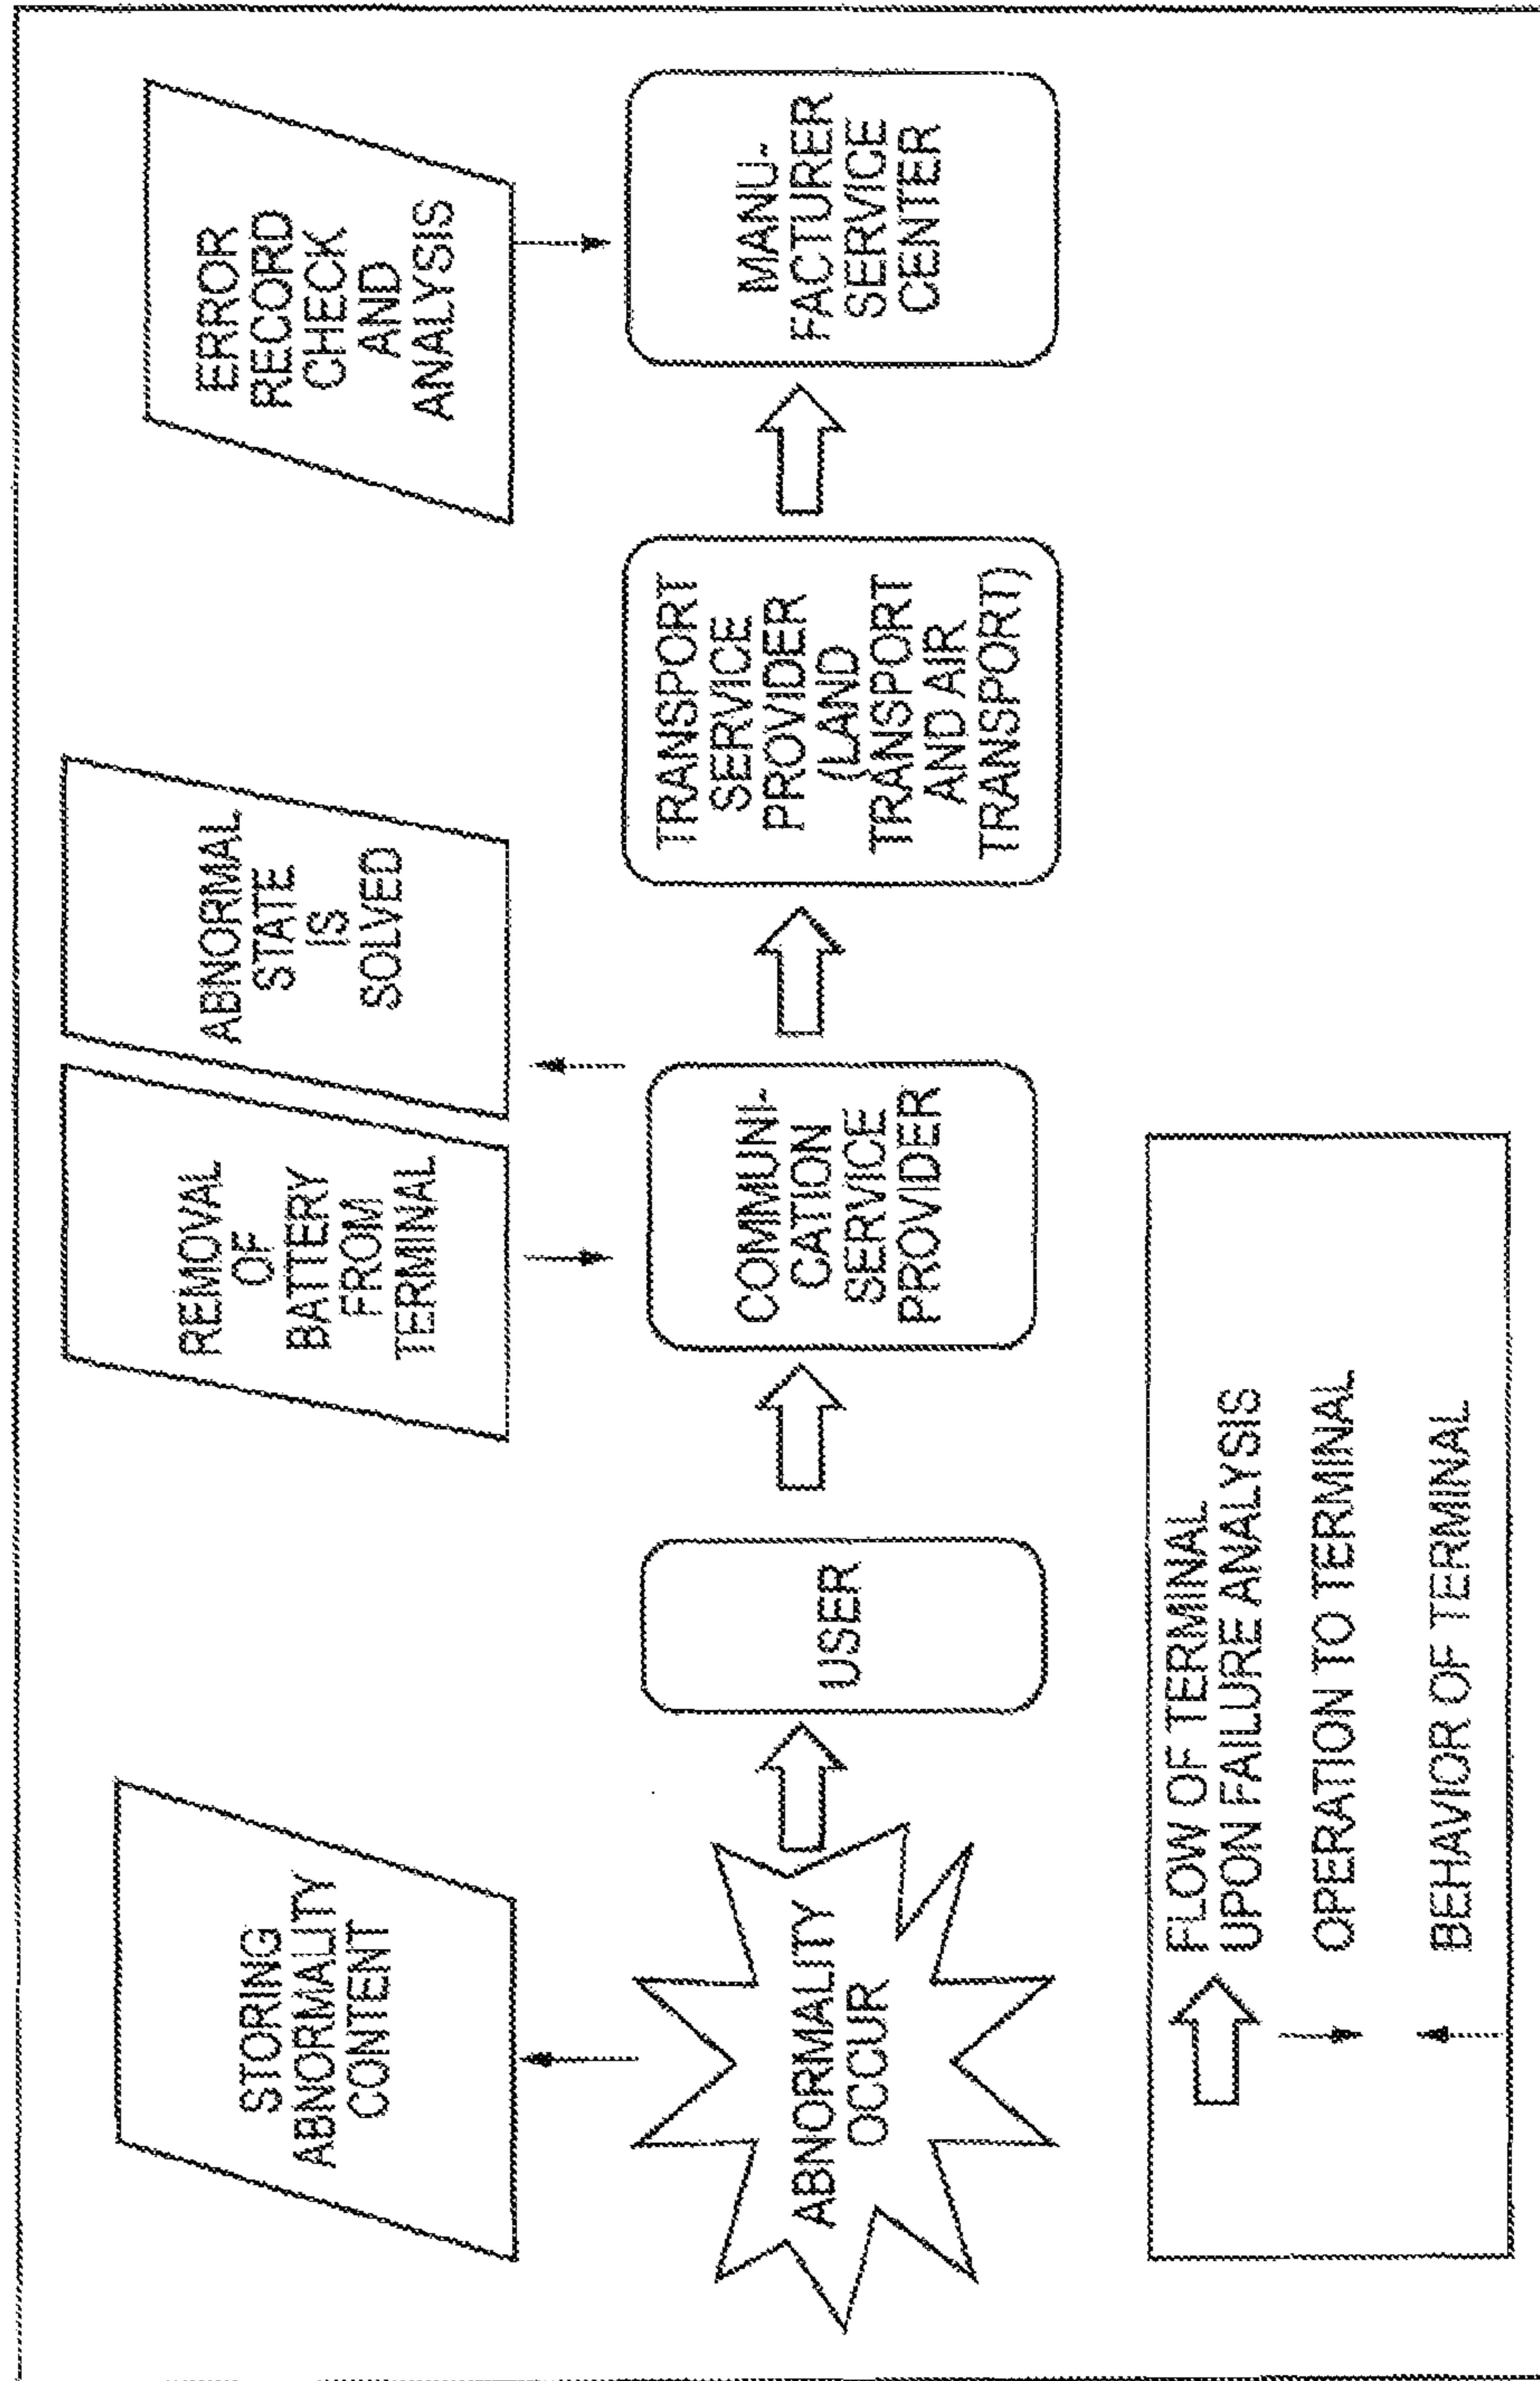 STORING
ABNORMALITY
CONTENT
REMOVAL
OF
BATTERY
FROM
TERMINAL
ABNORMAL
STATE
IS
SOLVED
ERROR
RECORD
CHECK
AND
ANALYSIS
ABNORMALITY
OCCUR
USER
COMMUNI-
CATION
SERVICE
PROVIDER
TRANSPORT
SERVICE
PROVIDER
(LAND
TRANSPORT
AND AIR
TRANSPORT)
MANU-
FACTURER
SERVICE
CENTER
FLOW OF TERMINAL
UPON FAILURE ANALYSIS
OPERATION TO TERMINAL
BEHAVIOR OF TERMINAL